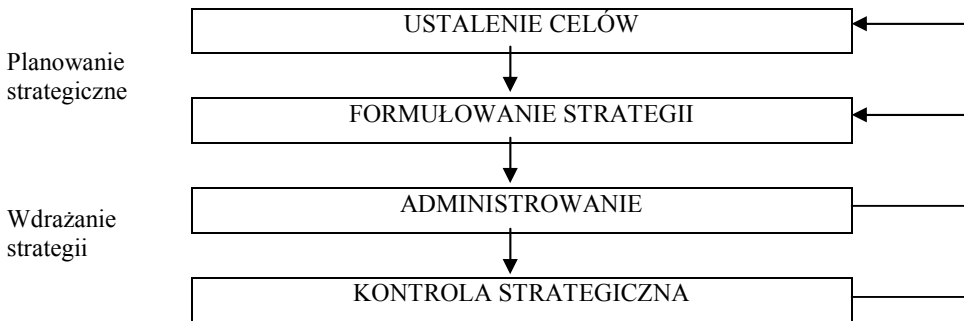 USTALENIE CELÓW
Planowanie
strategiczne
FORMUŁOWANIE STRATEGII
ADMINISTROWANIE
Wdrażanie
strategii
KONTROLA STRATEGICZNA